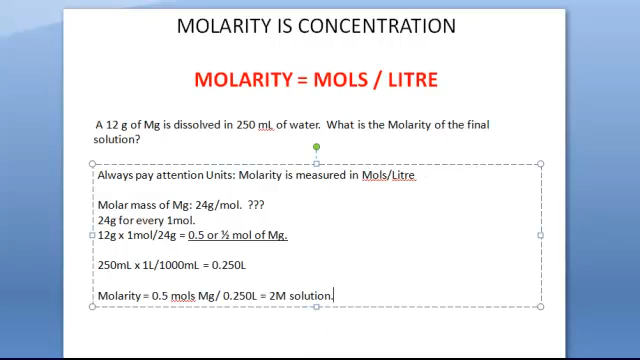 MOLARITY IS CONCENTRATION
MOLARITY = MOLS / LITRE
A 12 g of Mg is dissolved in 250 mL of water. What is the Molarity of the final
solution?
Always pay attention Units: Molarity is measured in Mols/Litre
Molar mass of Mg: 24g/mol. ???
24g for every 1mol.
12g x 1mol/24g = 0.5 or ½ mol of Mg.
250mL x 1L/1000mL = 0.250L
Molarity = 0.5 mols Mg/ 0.250L = 2M solution.